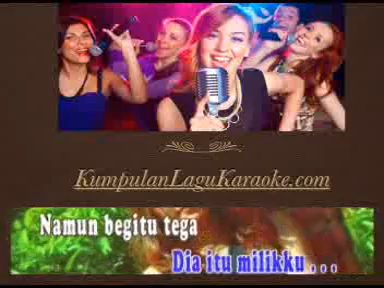 KumpulanLaguKaraoke.com
Namun begitu tega
Dia itu milikku . . .